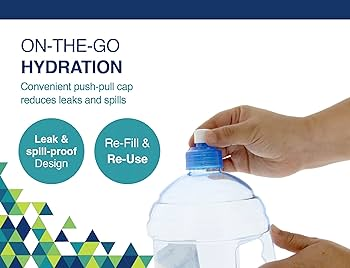 ON-THE-GO
HYDRATION
Convenient push-pull cap
reduces leaks and spills
Leak &
spill-proof
Design
Re-Fill &
Re-Use